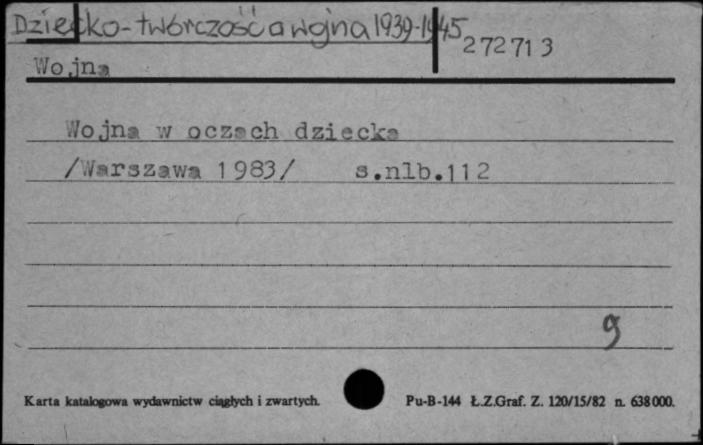 Dziecko-twórczość a wojna 1939-1945
272713
Wojna
Wojna w oczach dziecka
/Warszawa 1983/ s.nlb.112
9
Karta katalogowa wydawnictw ciągłych i zwartych.
Pu-B-144 Ł.Z.Graf. Z. 120/15/82 n. 638000.